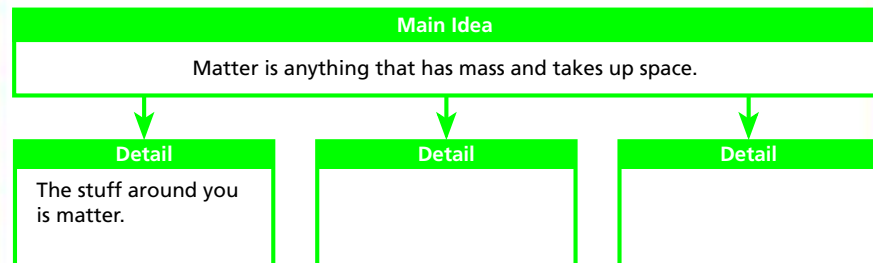 Main Idea
Matter is anything that has mass and takes up space.
Detail
Detail
Detail
The stuff around you
is matter.